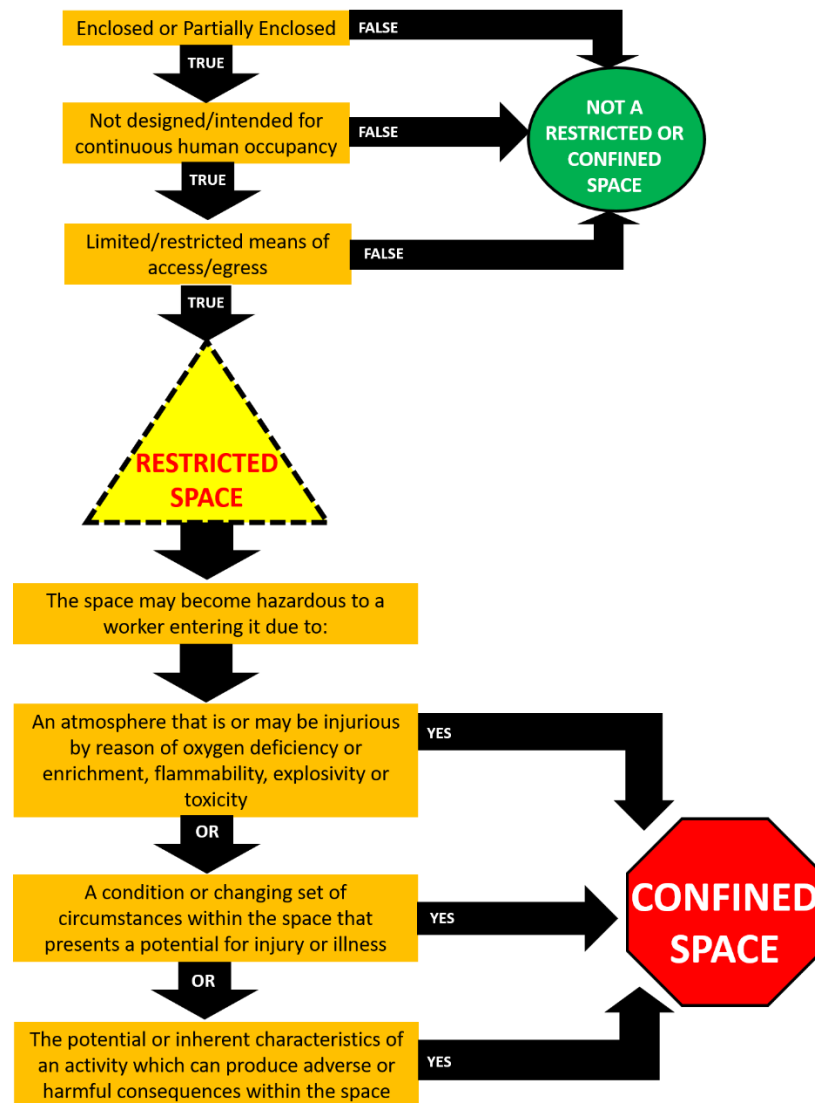 Enclosed or Partially Enclosed
FALSE
TRUE
NOT A
RESTRICTED OR
CONFINED
SPACE
Not designed/intended for
continuous human occupancy
FALSE
TRUE
Limited/restricted means of
access/egress
FALSE
TRUE
RESTRICTED
SPACE
The space may become hazardous to a
worker entering it due to:
An atmosphere that is or may be injurious
by reason of oxygen deficiency or
enrichment, flammability, explosivity or
toxicity
YES
OR
A condition or changing set of
circumstances within the space that
presents a potential for injury or illness
YES
CONFINED
SPACE
OR
The potential or inherent characteristics of
an activity which can produce adverse or
harmful consequences within the space
YES